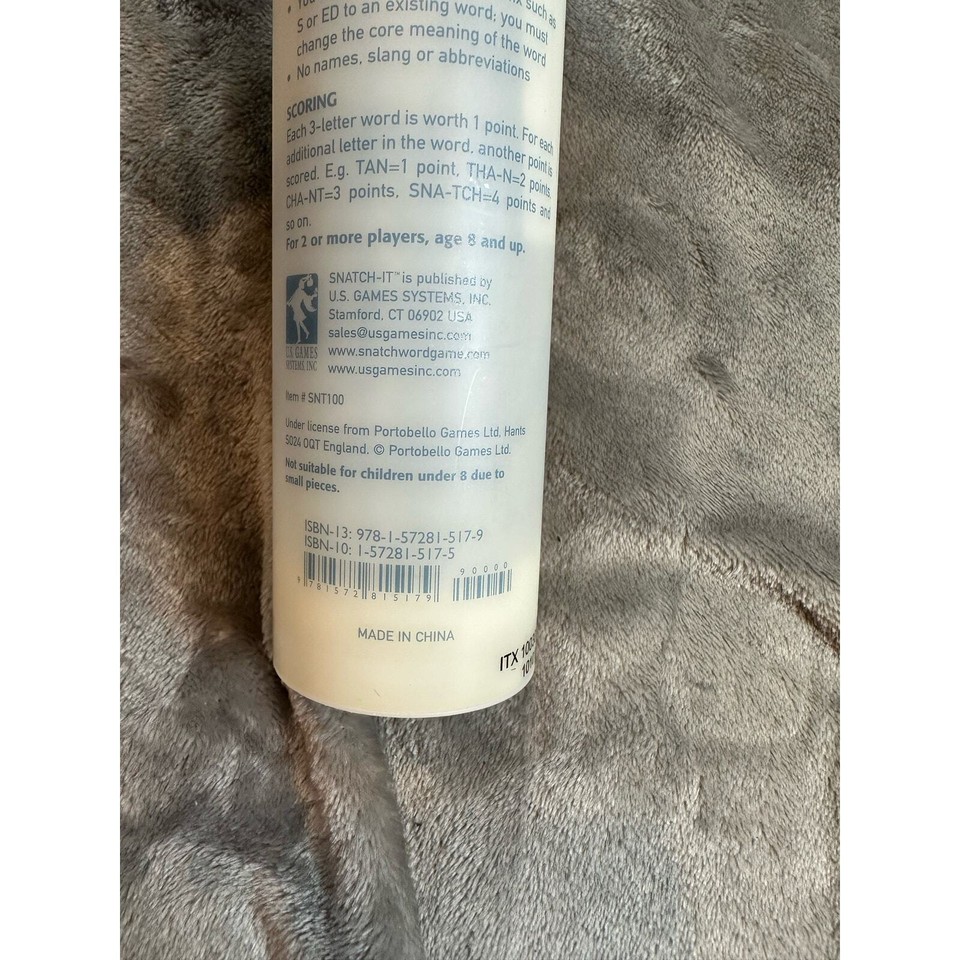 such as
S or ED to an existing word; you must
change the core meaning of the word
• No names, slang or abbreviations
SCORING
Each 3-letter word is worth 1 point. For each
additional letter in the word, another point is
scored. E.g. TAN=1 point, THA-N=2 points,
CHA-NT=3 points, SNA-TCH=4 points and
so on.
For 2 or more players, age 8 and up.
SNATCH-IT™ is published by
U.S. GAMES SYSTEMS, INC.
Stamford, CT 06902 USA
sales@usgamesinc.com
www.snatchwordgame.com
www.usgamesinc.com
U.S. GAMES
SYSTEMS, INC
Item # SNT100
Under license from Portobello Games Ltd. Hants
SO24 0QT England. © Portobello Games Ltd.
Not suitable for children under 8 due to
small pieces.
ISBN-13: 978-1-57281-517-9
ISBN-10: 1-57281-517-5
90000
9 781572 815179
MADE IN CHINA
ITX